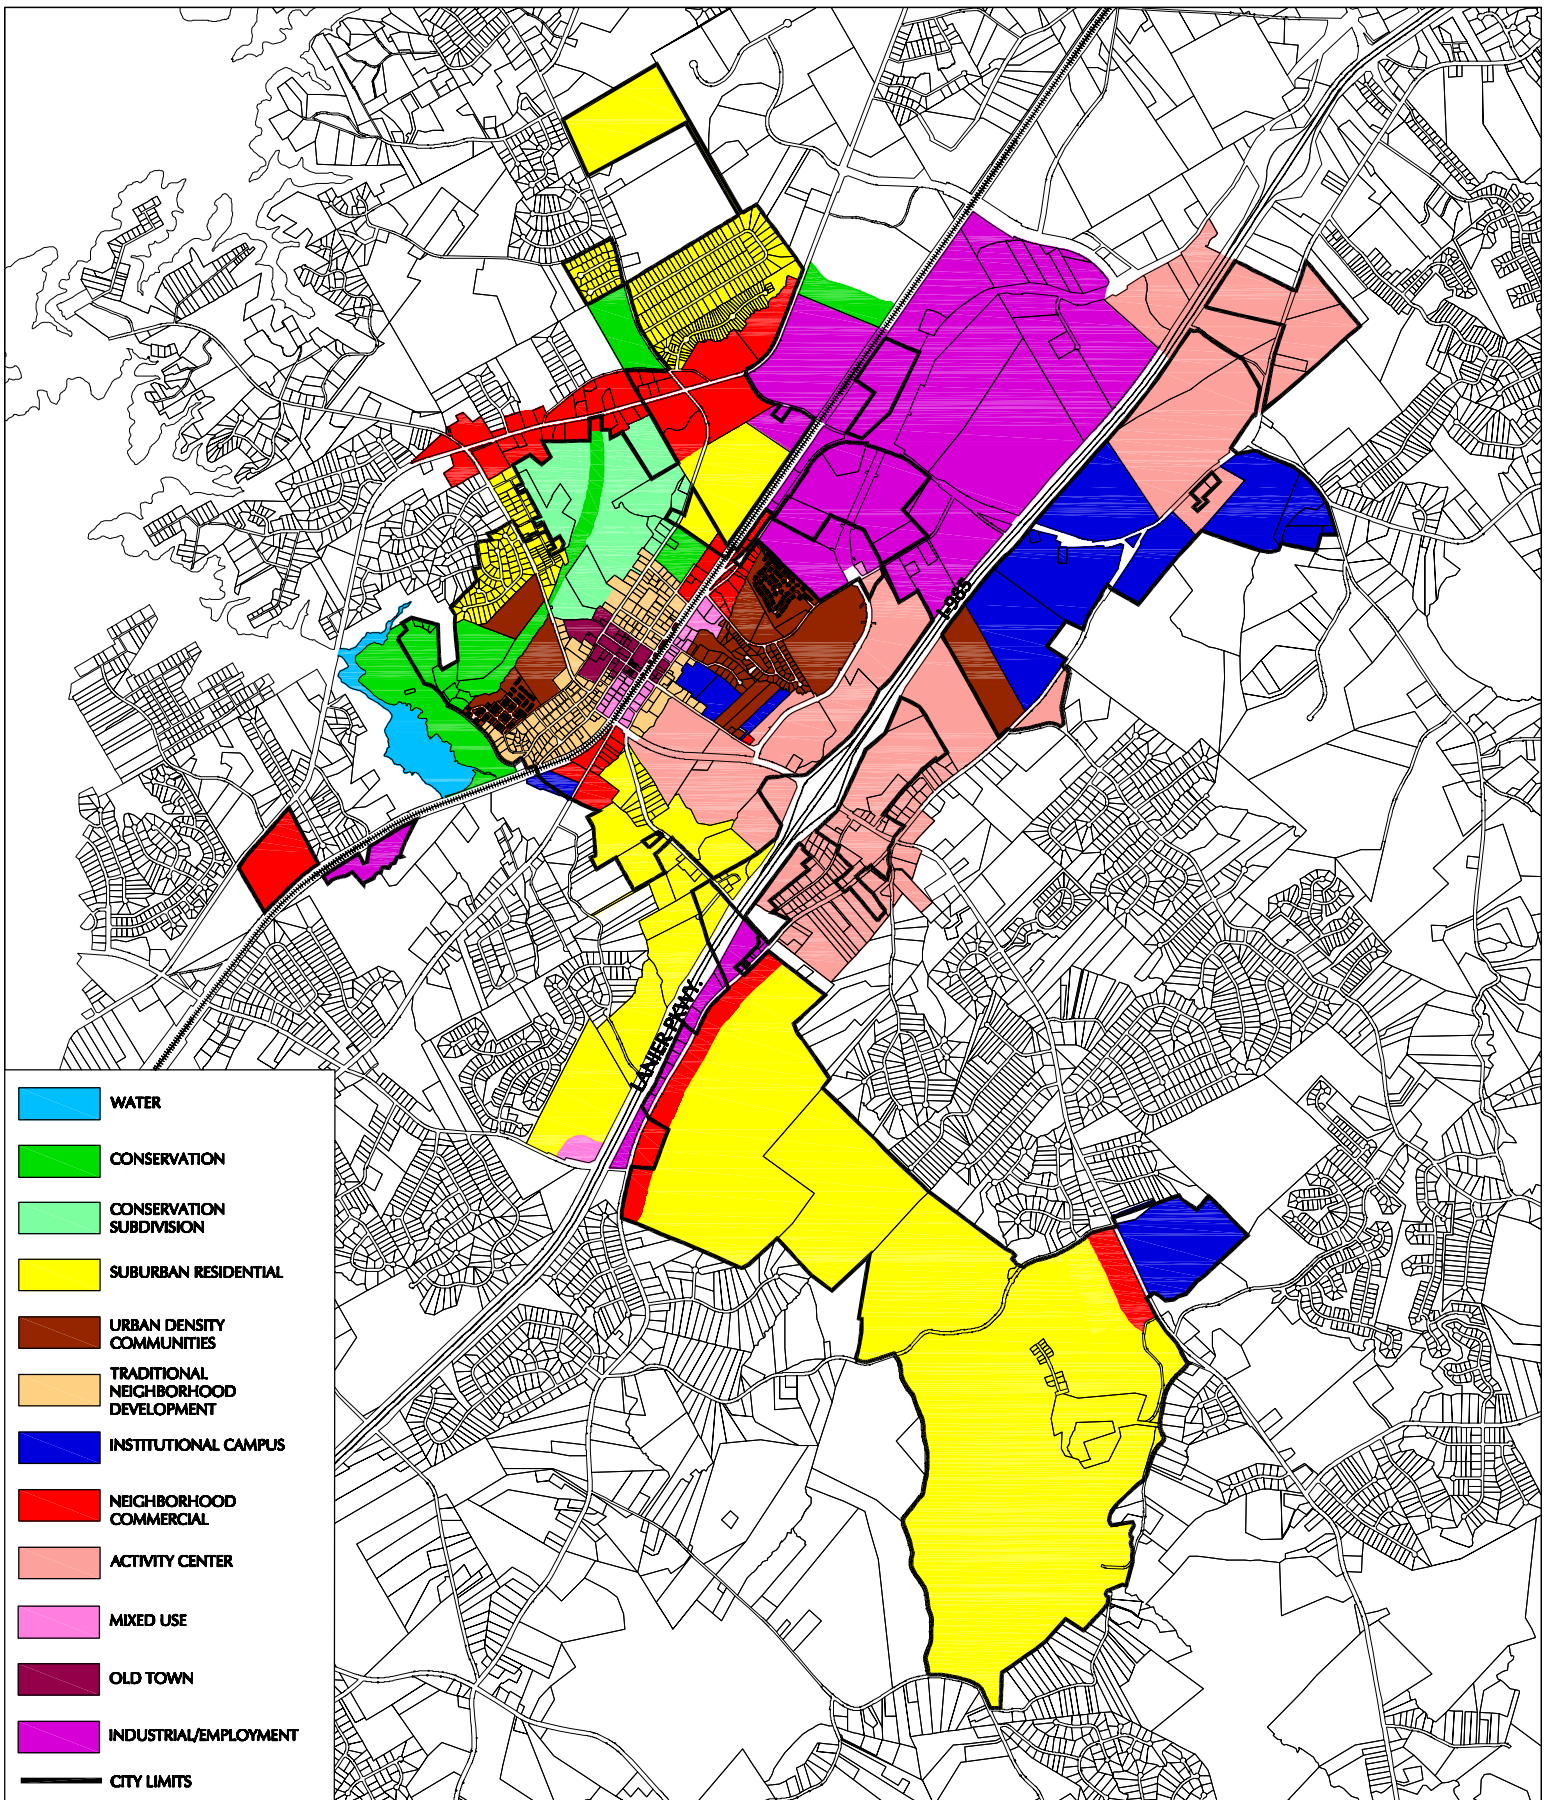 I-985
LANIER PKWY.
WATER
CONSERVATION
CONSERVATION
SUBDIVISION
SUBURBAN RESIDENTIAL
URBAN DENSITY
COMMUNITIES
TRADITIONAL
NEIGHBORHOOD
DEVELOPMENT
INSTITUTIONAL CAMPUS
NEIGHBORHOOD
COMMERCIAL
ACTIVITY CENTER
MIXED USE
OLD TOWN
INDUSTRIAL/EMPLOYMENT
CITY LIMITS